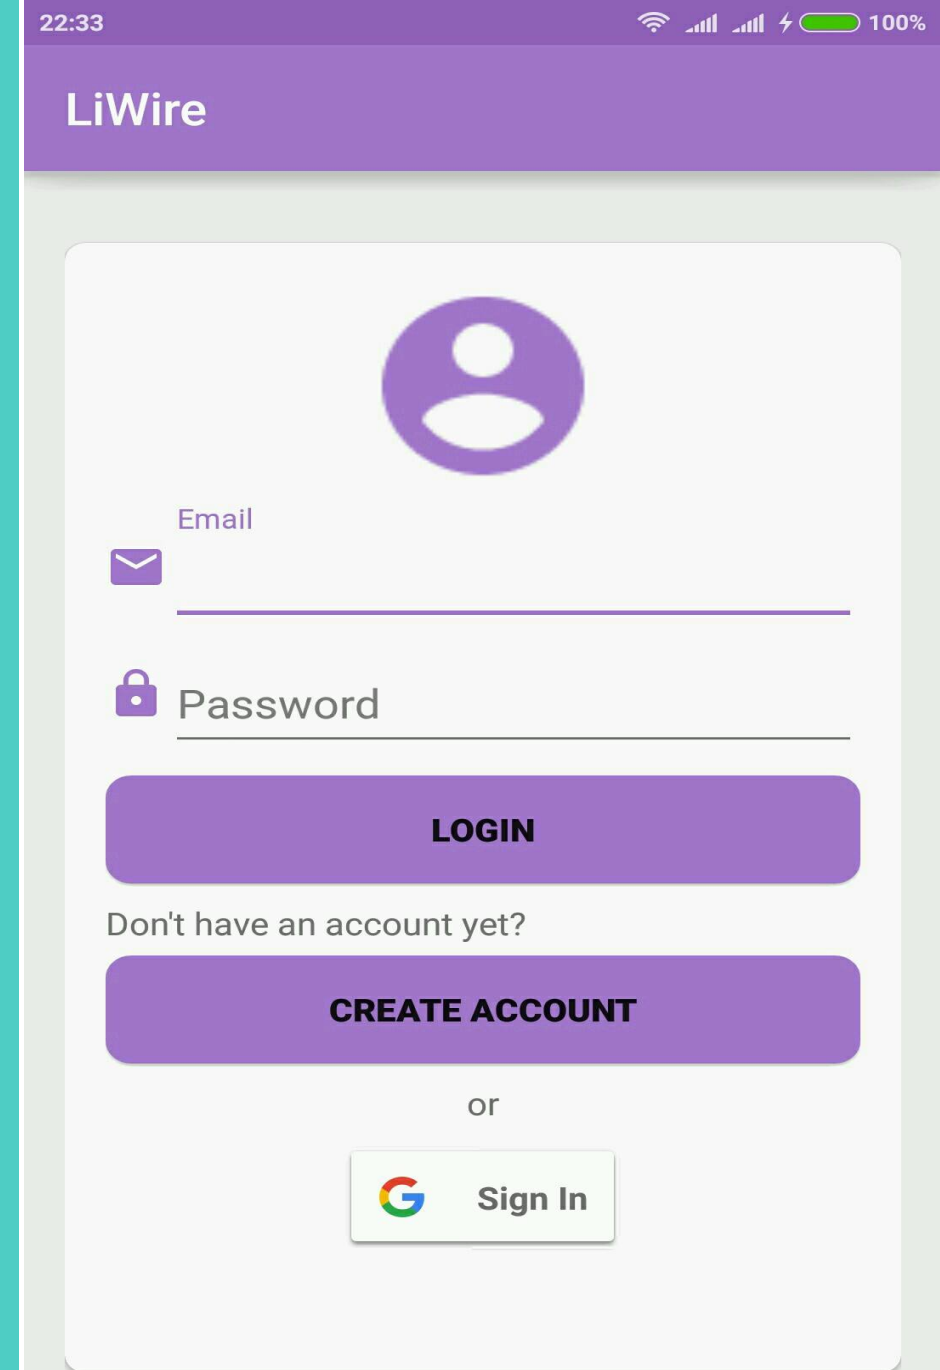 22:33
100%
LiWire
Email
Password
LOGIN
Don't have an account yet?
CREATE ACCOUNT
or
Sign In